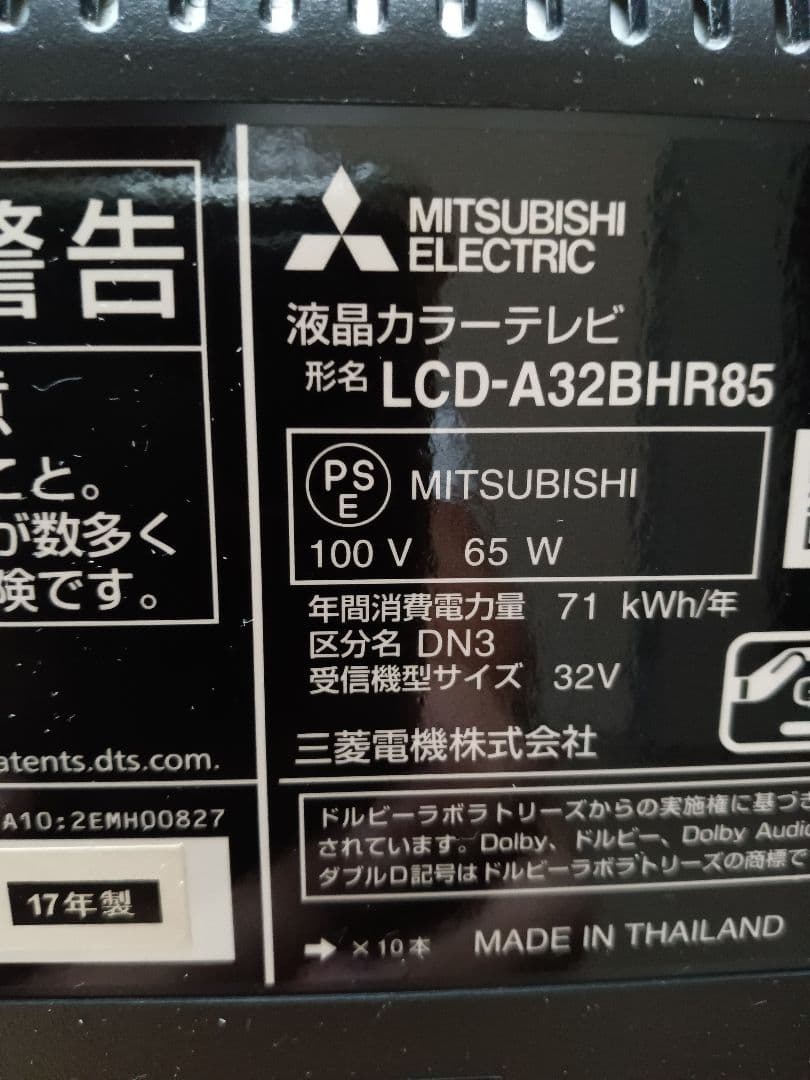 警告
こと。
が数多く
険です。
atents.dts.com.
A10:2EMH00827
17年製
MITSUBISHI
ELECTRIC
液晶カラーテレビ
形名 LCD-A32BHR85
PS
E
MITSUBISHI
100 V 65 W
年間消費電力量 71 kWh/年
区分名 DN3
受信機型サイズ 32V
三菱電機株式会社
ドルビーラボラトリーズからの実施権に基づき
されています。Dolby、ドルビー、Dolby Audio
ダブルD記号はドルビーラボラトリーズの商標で
➡ ×10本 MADE IN THAILAND